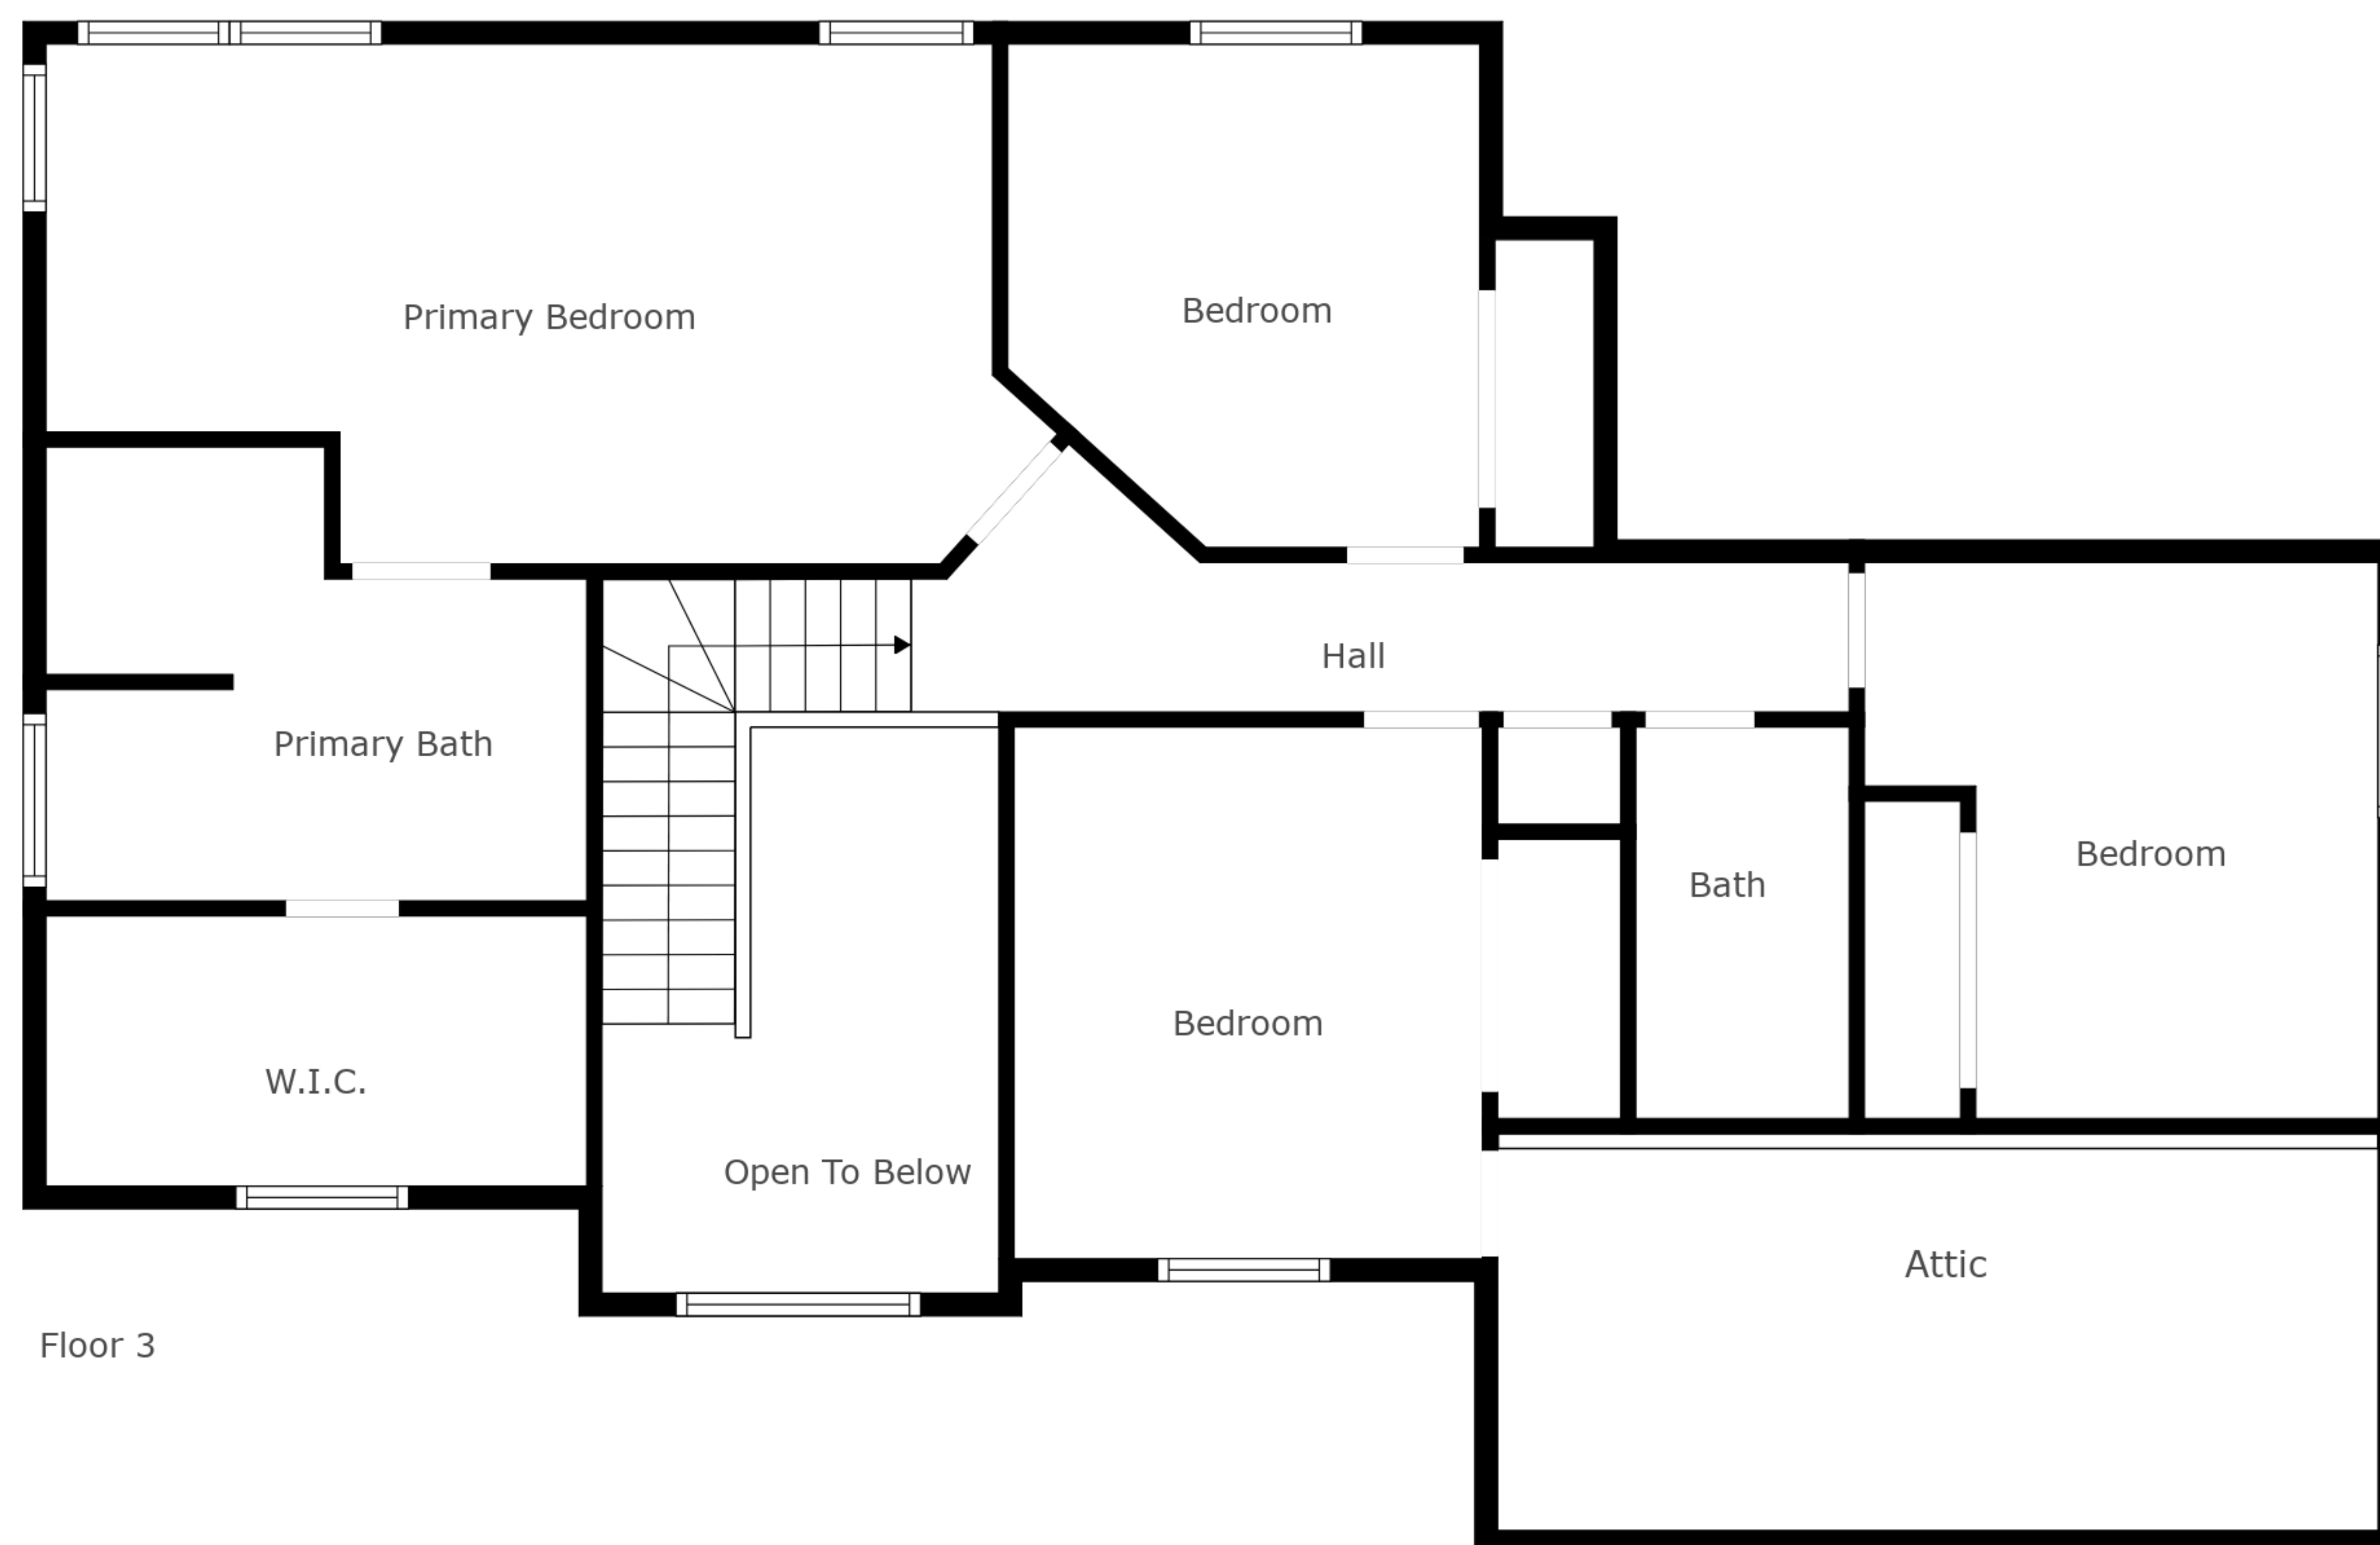 Primary Bedroom
Bedroom
Hall
Primary Bath
Bedroom
Bath
Bedroom
W.I.C.
Open To Below
Attic
Floor 3